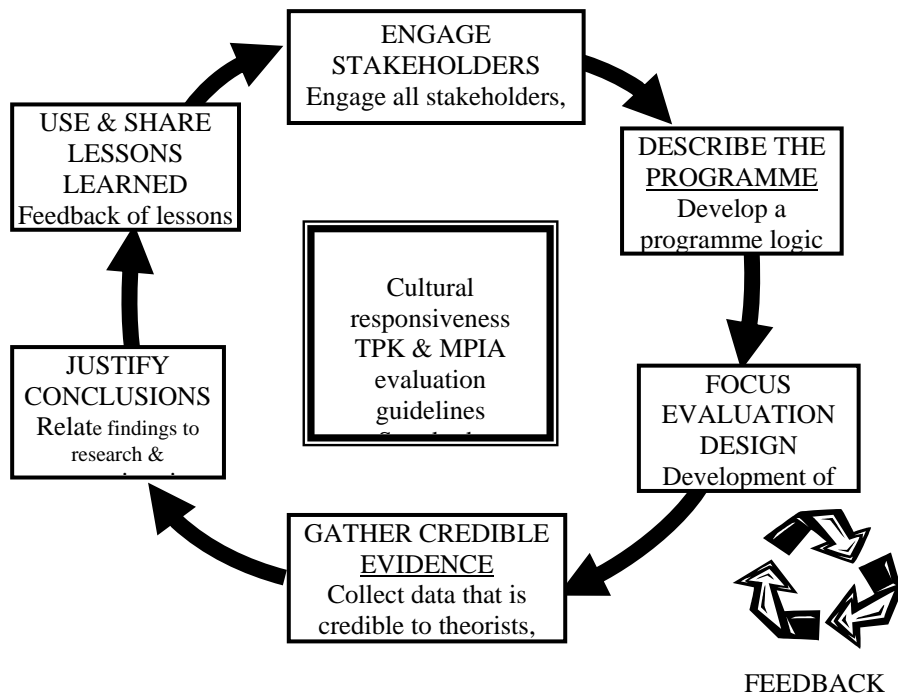 ENGAGE
STAKEHOLDERS
Engage all stakeholders,
DESCRIBE THE
PROGRAMME
Develop a
programme logic
FOCUS
EVALUATION
DESIGN
Development of
GATHER CREDIBLE
EVIDENCE
Collect data that is
credible to theorists,
JUSTIFY
CONCLUSIONS
Relate findings to
research &
USE & SHARE
LESSONS
LEARNED
Feedback of lessons
Cultural
responsiveness
TPK & MPIA
evaluation
guidelines
FEEDBACK